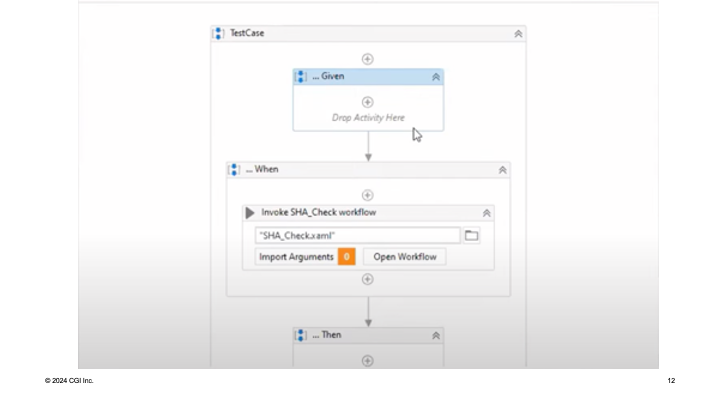 TestCase
... Given
Drop Activity Here
... When
Invoke SHA_Check workflow
"SHA_Check.xaml"
Import Arguments 0 Open Workflow
... Then
© 2024 CGI Inc. 12